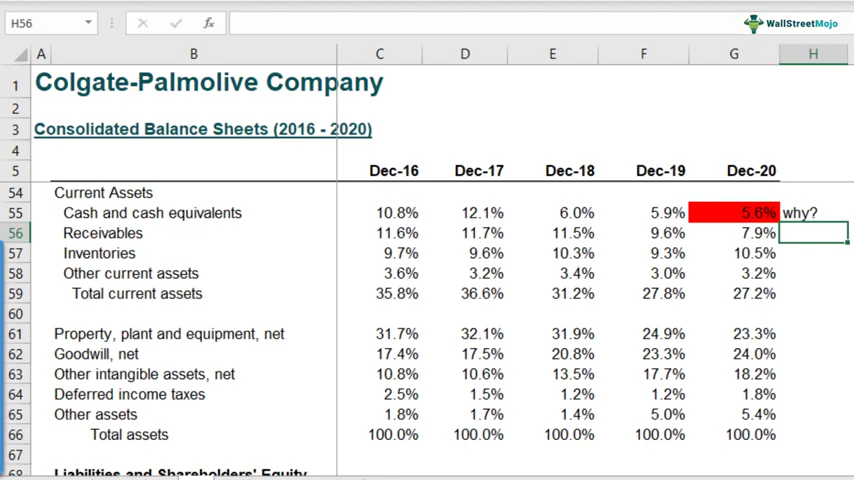 H56 fx WallStreetMojo
A B C D E F G H
1 Colgate-Palmolive Company
2
3 Consolidated Balance Sheets (2016 - 2020)
4
5 Dec-16 Dec-17 Dec-18 Dec-19 Dec-20
54 Current Assets
55 Cash and cash equivalents 10.8% 12.1% 6.0% 5.9% 5.6% why?
56 Receivables 11.6% 11.7% 11.5% 9.6% 7.9%
57 Inventories 9.7% 9.6% 10.3% 9.3% 10.5%
58 Other current assets 3.6% 3.2% 3.4% 3.0% 3.2%
59 Total current assets 35.8% 36.6% 31.2% 27.8% 27.2%
60
61 Property, plant and equipment, net 31.7% 32.1% 31.9% 24.9% 23.3%
62 Goodwill, net 17.4% 17.5% 20.8% 23.3% 24.0%
63 Other intangible assets, net 10.8% 10.6% 13.5% 17.7% 18.2%
64 Deferred income taxes 2.5% 1.5% 1.2% 1.2% 1.8%
65 Other assets 1.8% 1.7% 1.4% 5.0% 5.4%
66 Total assets 100.0% 100.0% 100.0% 100.0% 100.0%
67
68 Liabilities and Shareholders' Equity